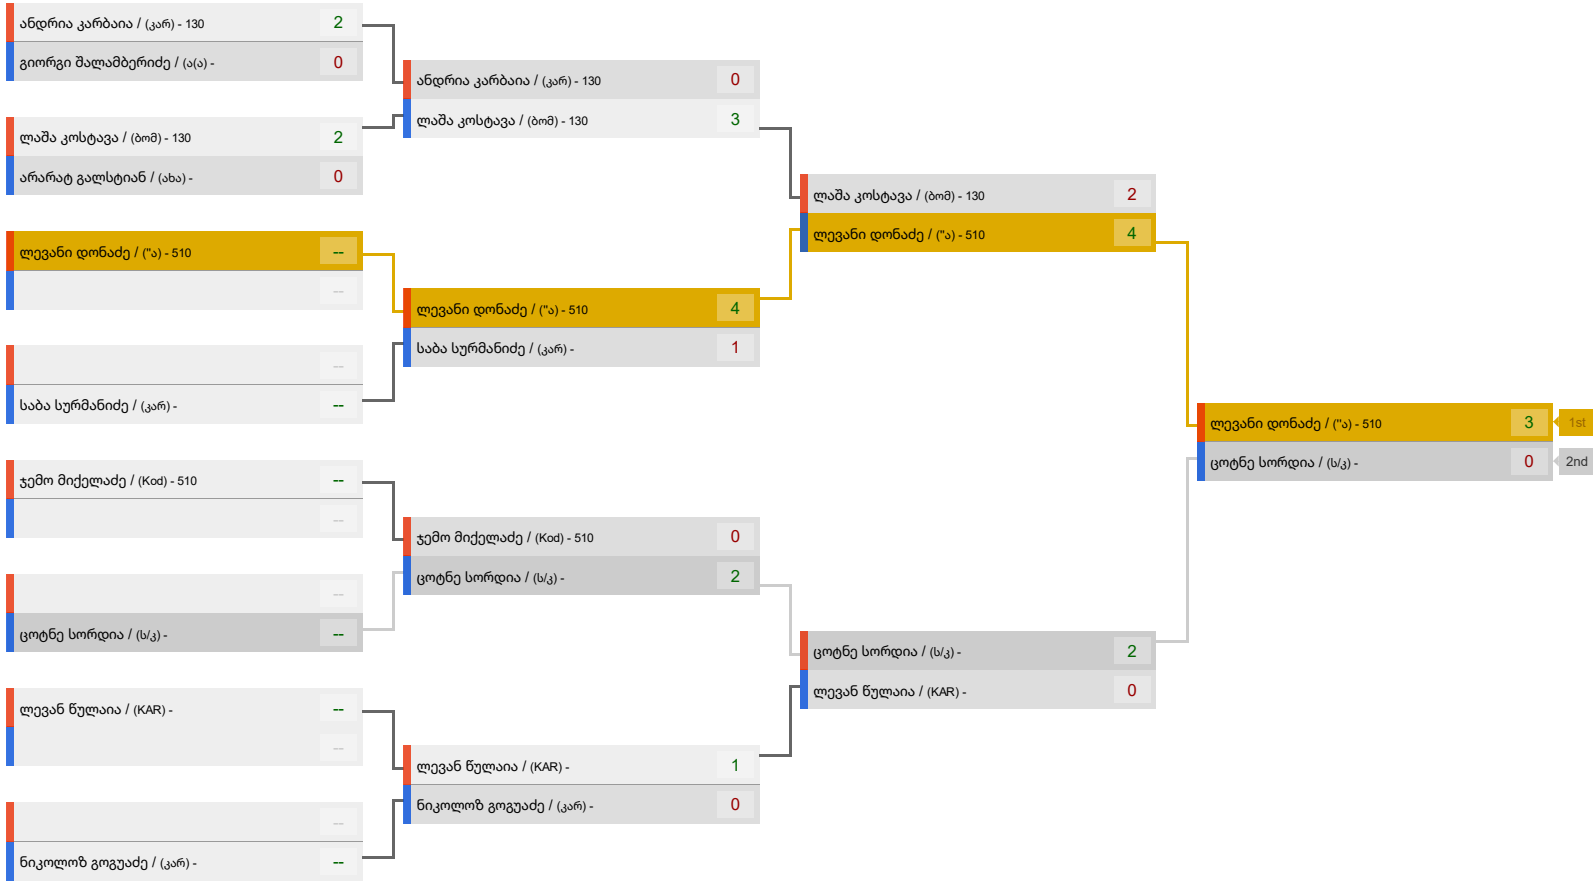 ანდრია კარბაია / (კარ) - 130 2
გიორგი შალამბერიძე / (ა(ა) - 0
ლაშა კოსტავა / (ბომ) - 130 2
არარატ გალსტიან / (ახა) - 0
ლევანი დონაძე / ("ა) - 510 --
--
--
საბა სურმანიძე / (კარ) - --
ჯემო მიქელაძე / (Kod) - 510 --
--
--
ცოტნე სორდია / (ს/კ) - --
ლევან წულაია / (KAR) - --
--
--
ნიკოლოზ გოგუაძე / (კარ) - --
ანდრია კარბაია / (კარ) - 130 0
ლაშა კოსტავა / (ბომ) - 130 3
ლევანი დონაძე / ("ა) - 510 4
საბა სურმანიძე / (კარ) - 1
ჯემო მიქელაძე / (Kod) - 510 0
ცოტნე სორდია / (ს/კ) - 2
ლევან წულაია / (KAR) - 1
ნიკოლოზ გოგუაძე / (კარ) - 0
ლაშა კოსტავა / (ბომ) - 130 2
ლევანი დონაძე / ("ა) - 510 4
ცოტნე სორდია / (ს/კ) - 2
ლევან წულაია / (KAR) - 0
ლევანი დონაძე / ("ა) - 510 3 1st
ცოტნე სორდია / (ს/კ) - 0 2nd